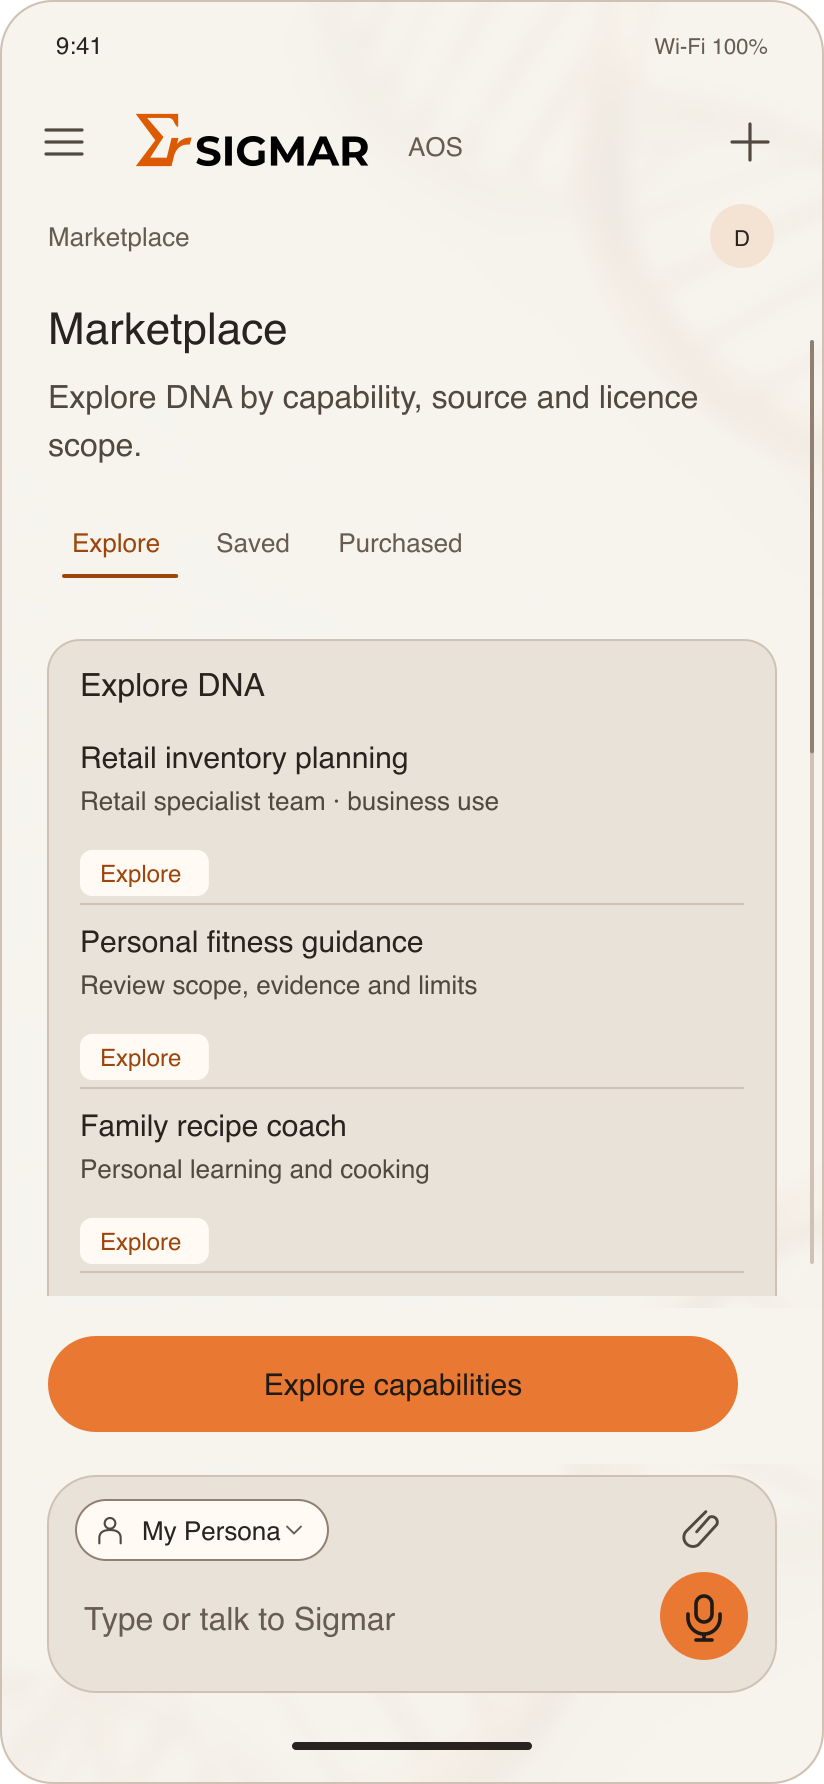 9:41
Wi-Fi 100%
Σr SIGMAR AOS
Marketplace
D
Marketplace
Explore DNA by capability, source and licence
scope.
Explore Saved Purchased
Explore DNA
Retail inventory planning
Retail specialist team · business use
Explore
Personal fitness guidance
Review scope, evidence and limits
Explore
Family recipe coach
Personal learning and cooking
Explore
Explore capabilities
My Persona
Type or talk to Sigmar